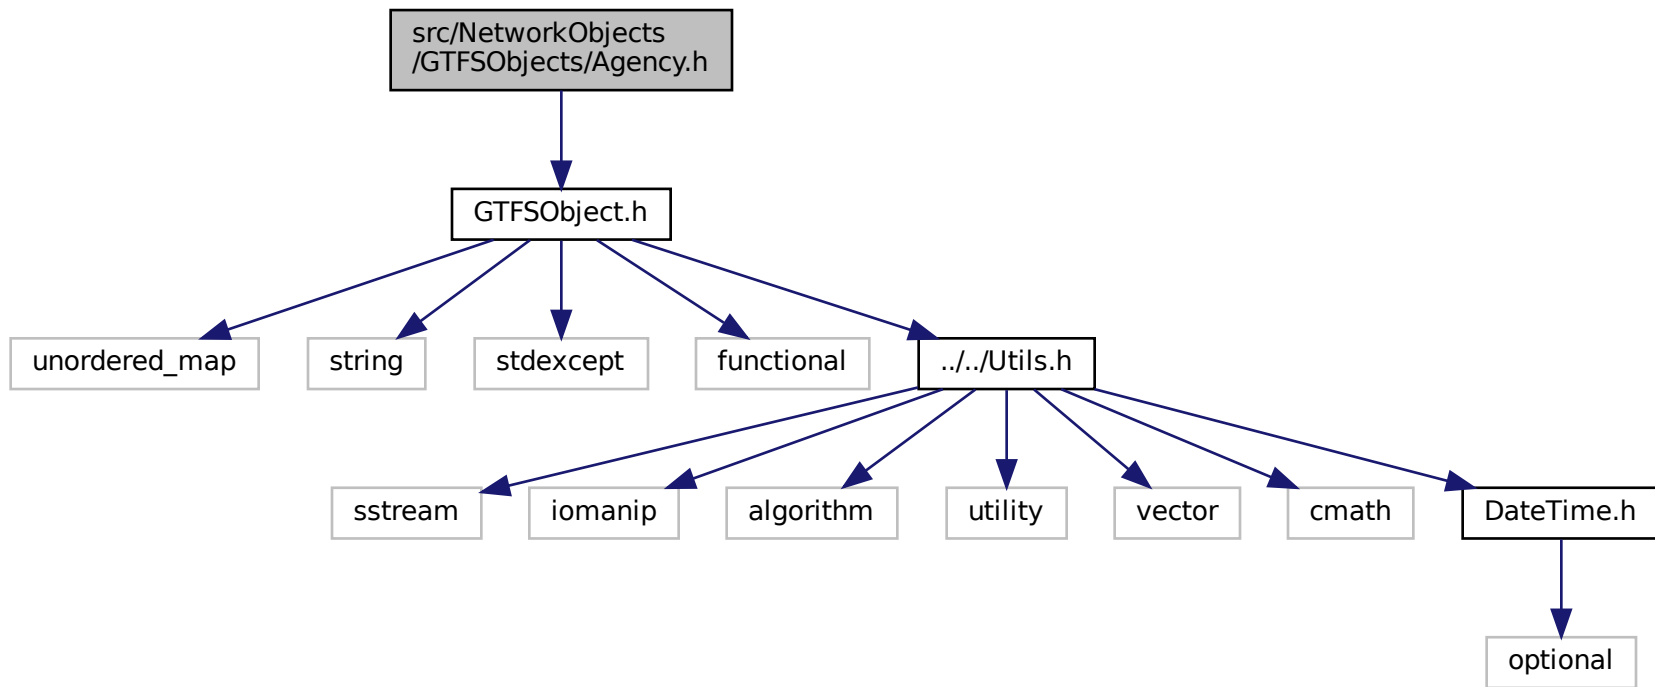 src/NetworkObjects
/GTFSObjects/Agency.h
GTFSObject.h
unordered_map
string
stdexcept
functional
../../Utils.h
sstream
iomanip
algorithm
utility
vector
cmath
DateTime.h
optional